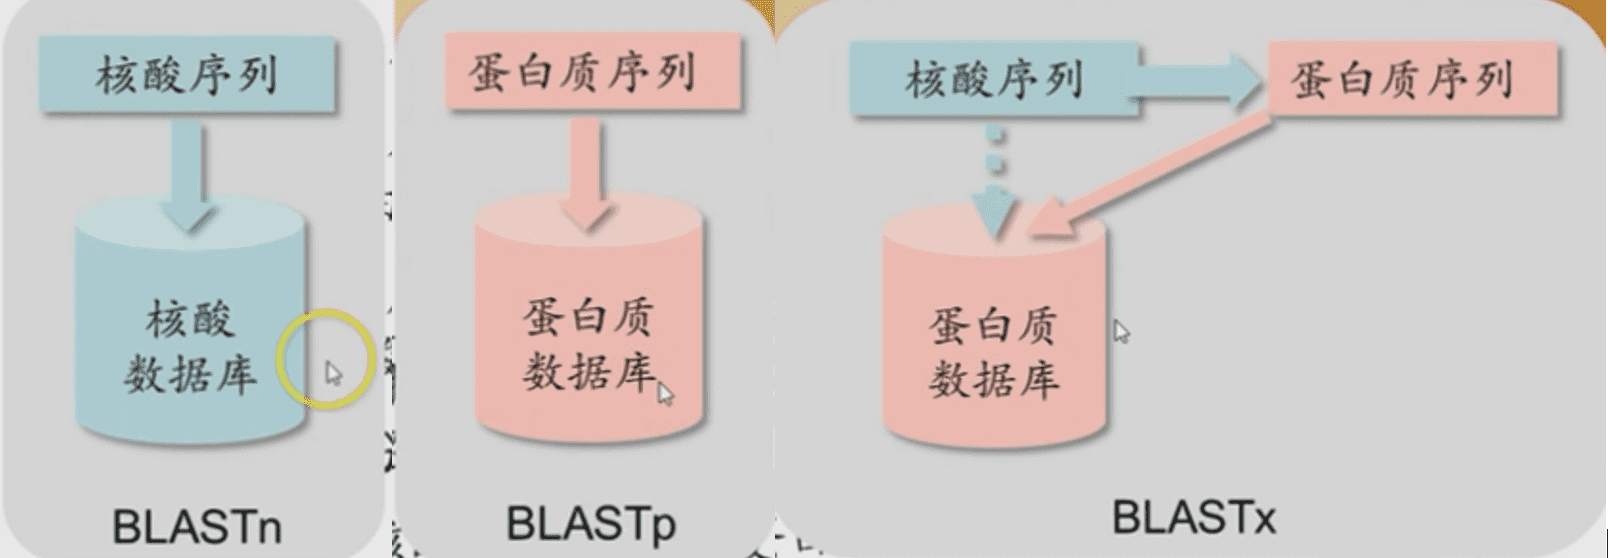 核酸序列
核酸
数据库
BLASTn
蛋白质序列
蛋白质
数据库
BLASTp
核酸序列
蛋白质序列
蛋白质
数据库
BLASTx